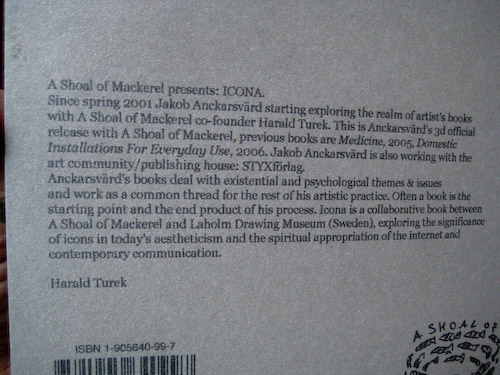 A Shoal of Mackerel presents: ICONA.
Since spring 2001 Jakob Anckarsvärd starting exploring the realm of artist's books
with A Shoal of Mackerel co-founder Harald Turek. This is Anckarsvärd's 3d official
release with A Shoal of Mackerel, previous books are Medicine, 2005, Domestic
Installations For Everyday Use, 2006. Jakob Anckarsvärd is also working with the
art community/publishing house: STYXförlag.
Anckarsvärd's books deal with existential and psychological themes & issues
and work as a common thread for the rest of his artistic practice. Often a book is the
starting point and the end product of his process. Icona is a collaborative book between
A Shoal of Mackerel and Laholm Drawing Museum (Sweden), exploring the significance
of icons in today's aestheticism and the spiritual appropriation of the internet and
contemporary communication.
Harald Turek
ISBN 1-905640-99-7
A SHOAL OF